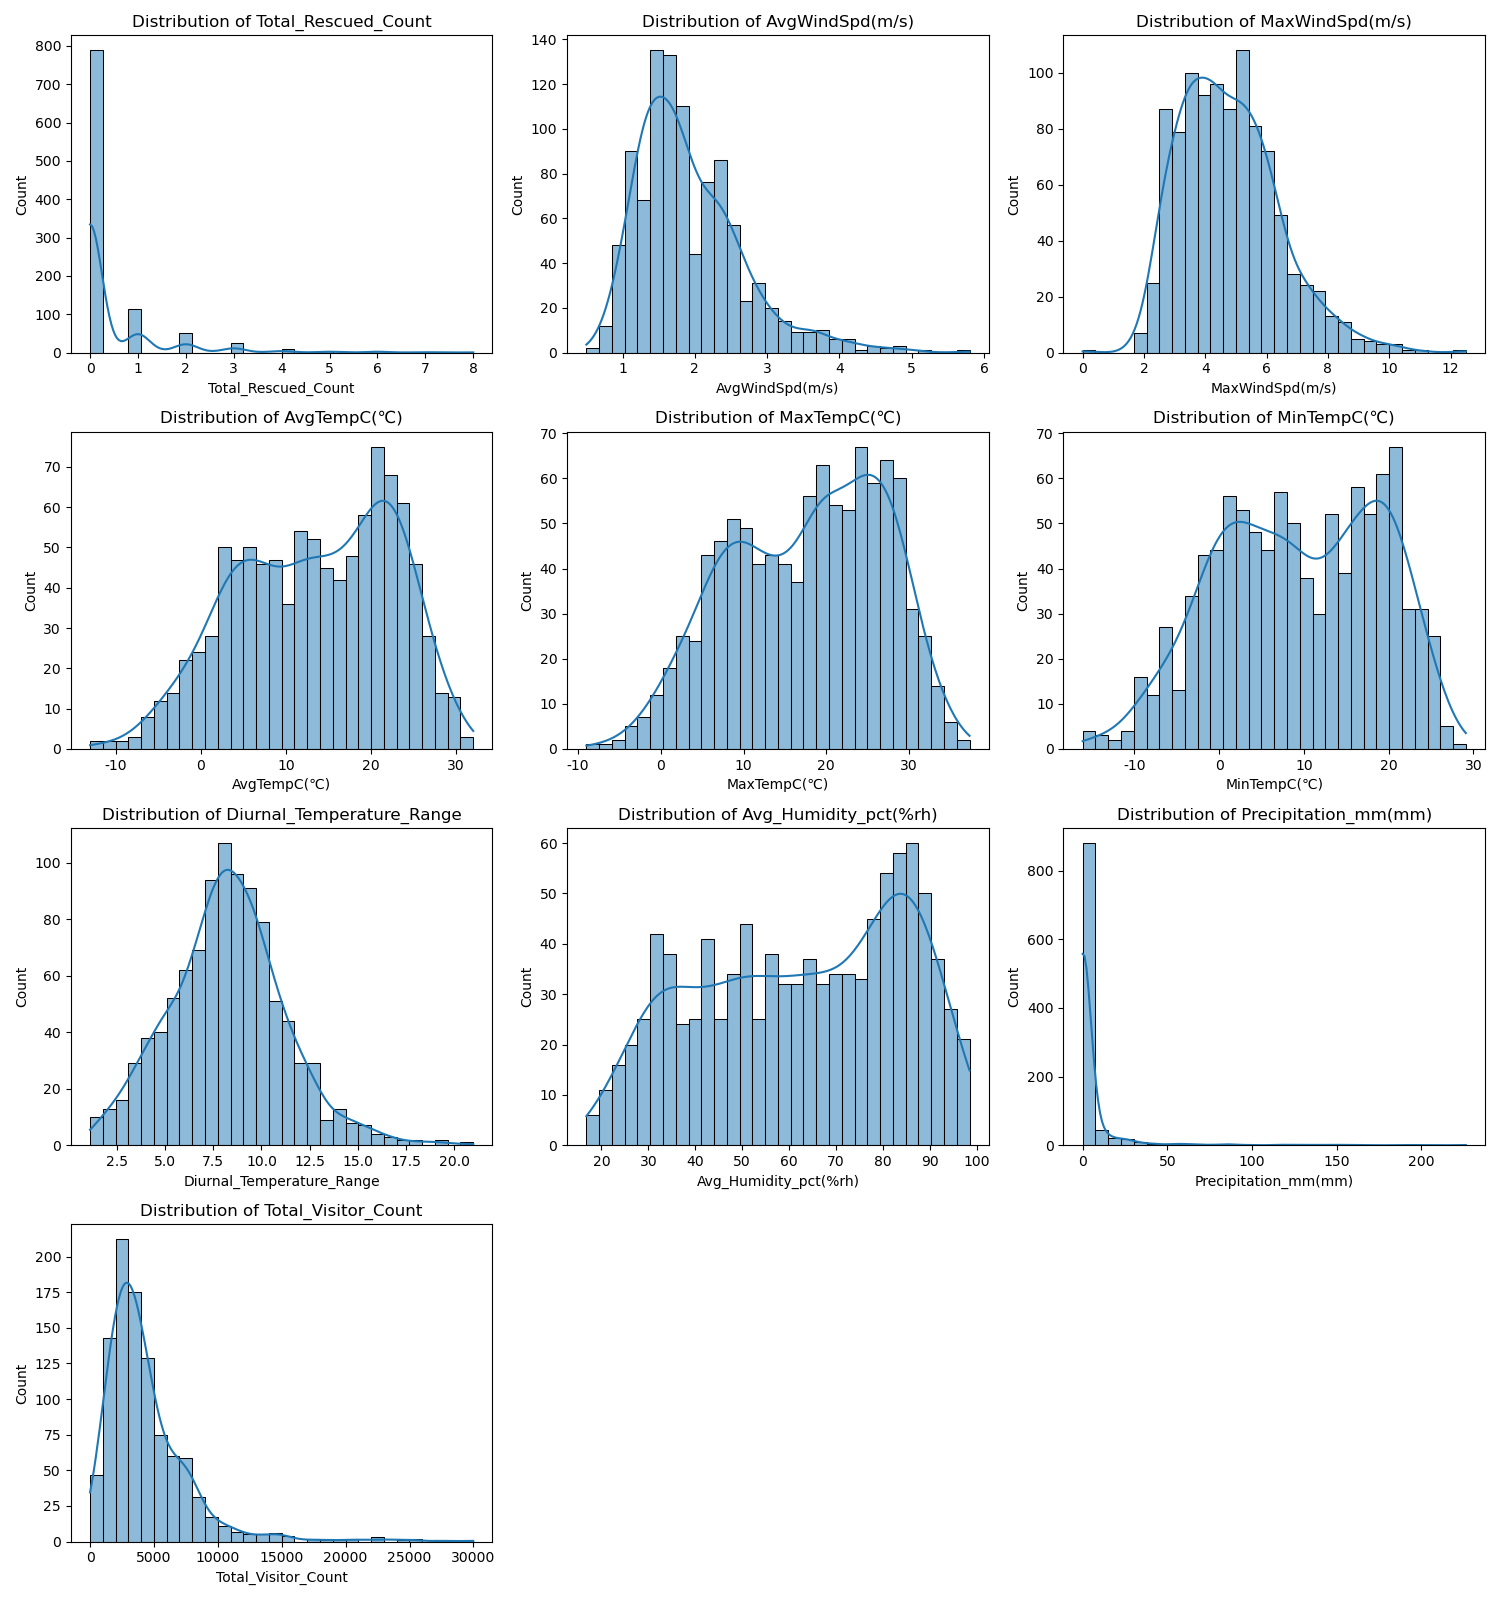 Distribution of Total_Rescued_Count
800
700
600
500
400
300
200
100
0
Count
0 1 2 3 4 5 6 7 8
Total_Rescued_Count
Distribution of AvgWindSpd(m/s)
140
120
100
80
60
40
20
0
Count
1 2 3 4 5 6
AvgWindSpd(m/s)
Distribution of MaxWindSpd(m/s)
100
80
60
40
20
0
Count
0 2 4 6 8 10 12
MaxWindSpd(m/s)
Distribution of AvgTempC(℃)
70
60
50
40
30
20
10
0
Count
-10 0 10 20 30
AvgTempC(℃)
Distribution of MaxTempC(℃)
70
60
50
40
30
20
10
0
Count
-10 0 10 20 30
MaxTempC(℃)
Distribution of MinTempC(℃)
70
60
50
40
30
20
10
0
Count
-10 0 10 20 30
MinTempC(℃)
Distribution of Diurnal_Temperature_Range
100
80
60
40
20
0
Count
2.5 5.0 7.5 10.0 12.5 15.0 17.5 20.0
Diurnal_Temperature_Range
Distribution of Avg_Humidity_pct(%rh)
60
50
40
30
20
10
0
Count
20 30 40 50 60 70 80 90 100
Avg_Humidity_pct(%rh)
Distribution of Precipitation_mm(mm)
800
600
400
200
0
Count
0 50 100 150 200
Precipitation_mm(mm)
Distribution of Total_Visitor_Count
200
175
150
125
100
75
50
25
0
Count
0 5000 10000 15000 20000 25000 30000
Total_Visitor_Count